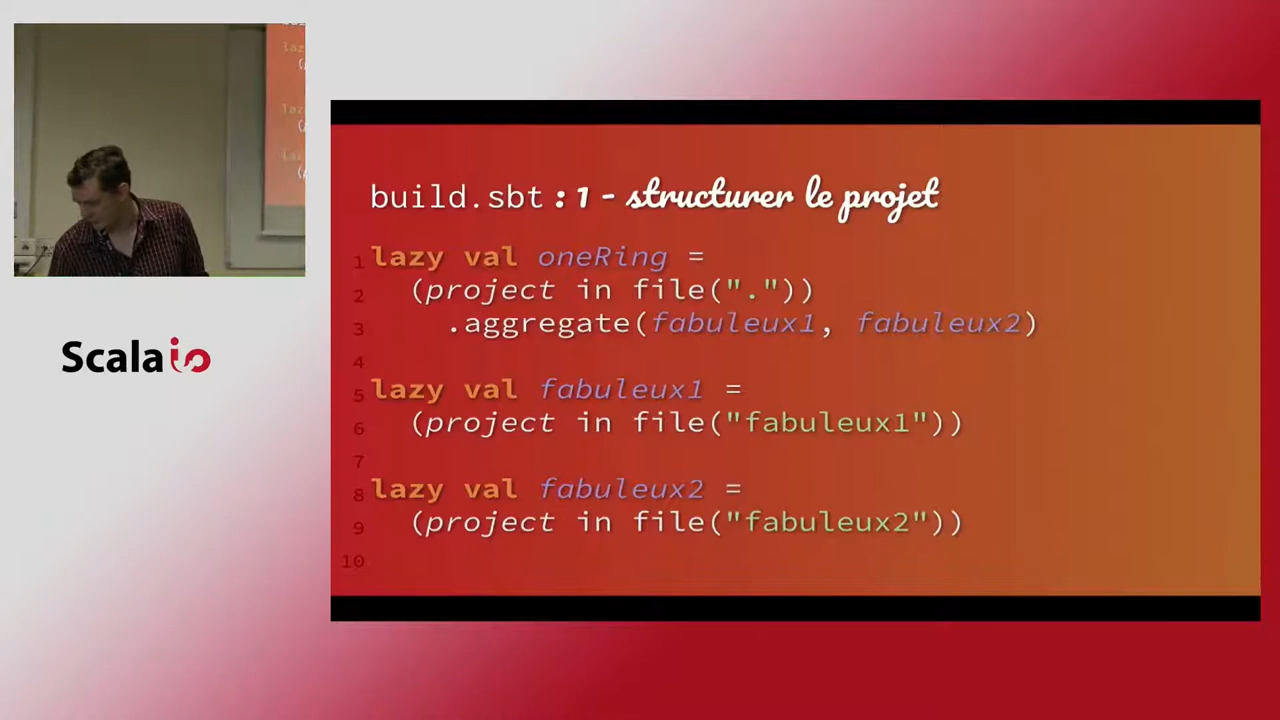 Scala io
build.sbt : 1 - structurer le projet
1 lazy val oneRing =
2 (project in file("."))
3 .aggregate(fabuleux1, fabuleux2)
4
5 lazy val fabuleux1 =
6 (project in file("fabuleux1"))
7
8 lazy val fabuleux2 =
9 (project in file("fabuleux2"))
10